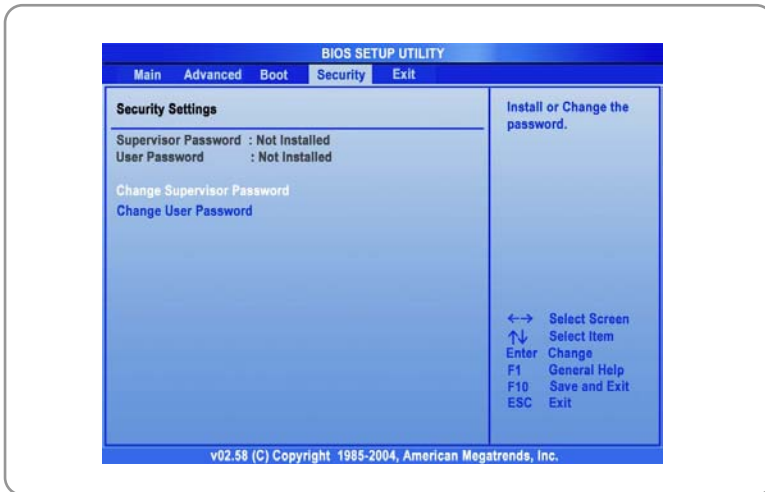 BIOS SETUP UTILITY
Main Advanced Boot Security Exit
Security Settings
Supervisor Password : Not Installed
User Password : Not Installed
Change Supervisor Password
Change User Password
Install or Change the
password.
←→ Select Screen
↑↓ Select Item
Enter Change
F1 General Help
F10 Save and Exit
ESC Exit
v02.58 (C) Copyright 1985-2004, American Megatrends, Inc.